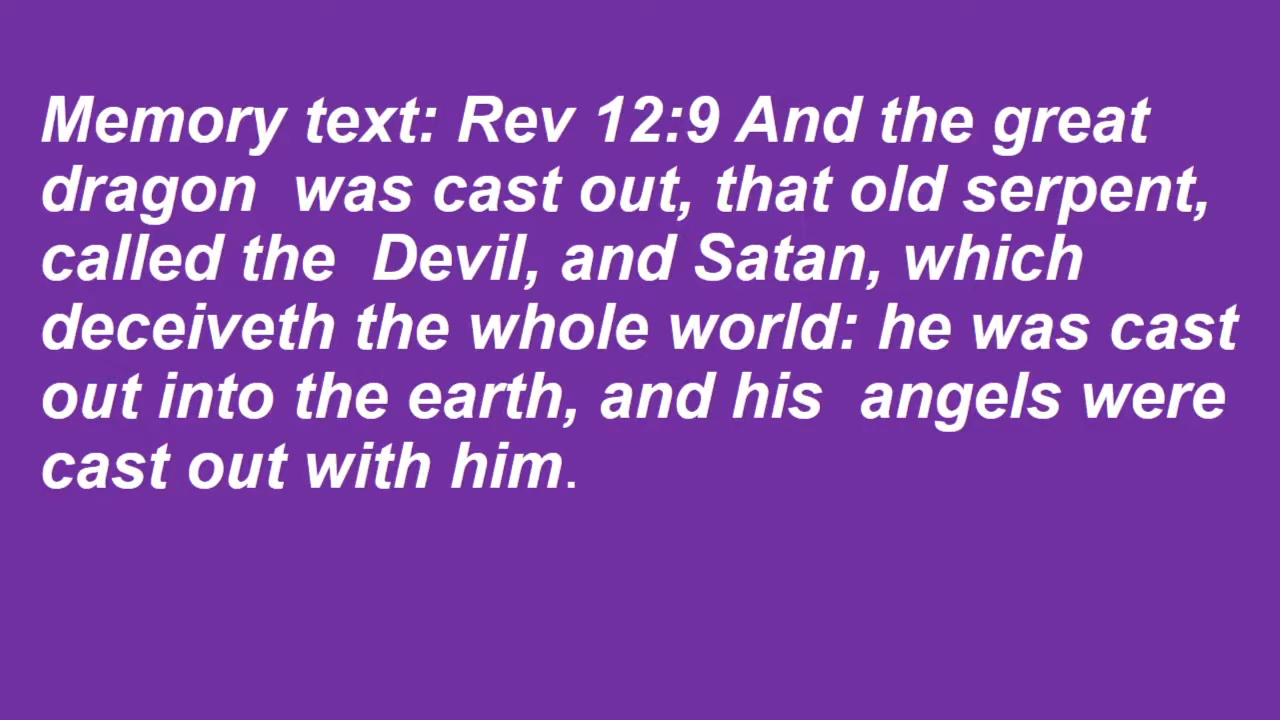 Memory text: Rev 12:9 And the great
dragon  was cast out, that old serpent,
called the  Devil, and Satan, which
deceiveth the whole world: he was cast
out into the earth, and his  angels were
cast out with him.